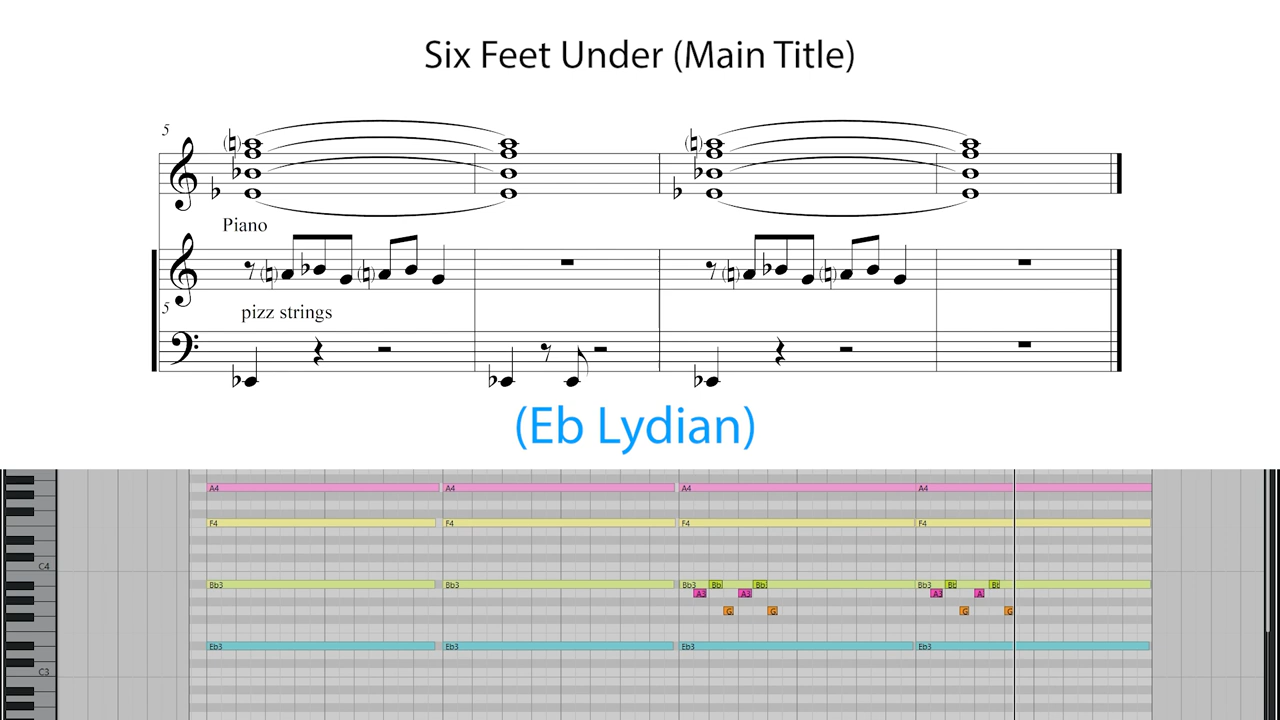 Six Feet Under (Main Title)
5
Piano
5
pizz strings
(Eb Lydian)
A4 A4 A4 A4
F4 F4 F4 F4
C4
Bb3 Bb3 Bb3 Bb Bb Bb3 Bb Bb
A3 A3 A3 A
G G G G
Eb3 Eb3 Eb3 Eb3
C3